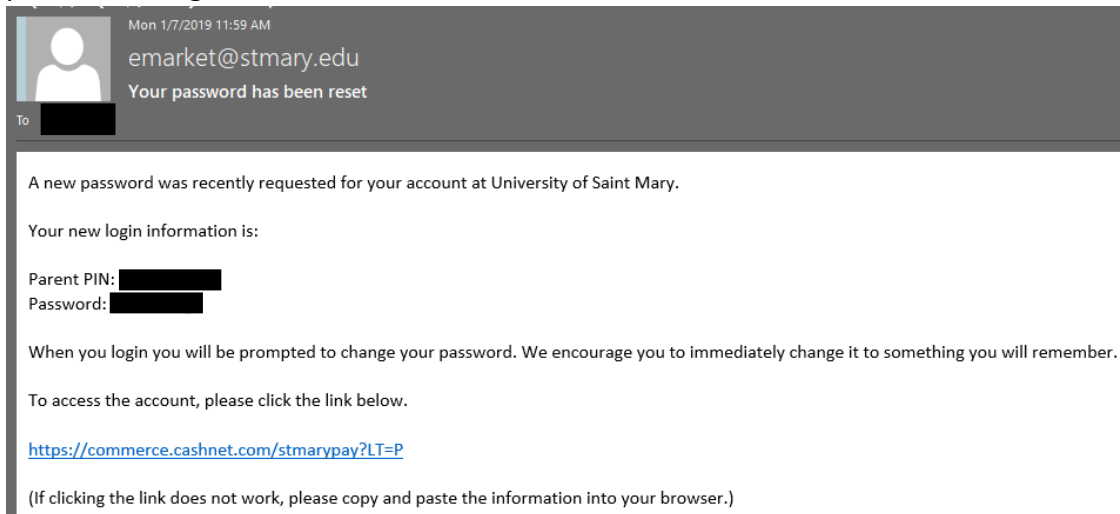 Mon 1/7/2019 11:59 AM
emarket@stmary.edu
Your password has been reset
To
A new password was recently requested for your account at University of Saint Mary.
Your new login information is:
Parent PIN:
Password:
When you login you will be prompted to change your password. We encourage you to immediately change it to something you will remember.
To access the account, please click the link below.
https://commerce.cashnet.com/stmarypay?LT=P
(If clicking the link does not work, please copy and paste the information into your browser.)